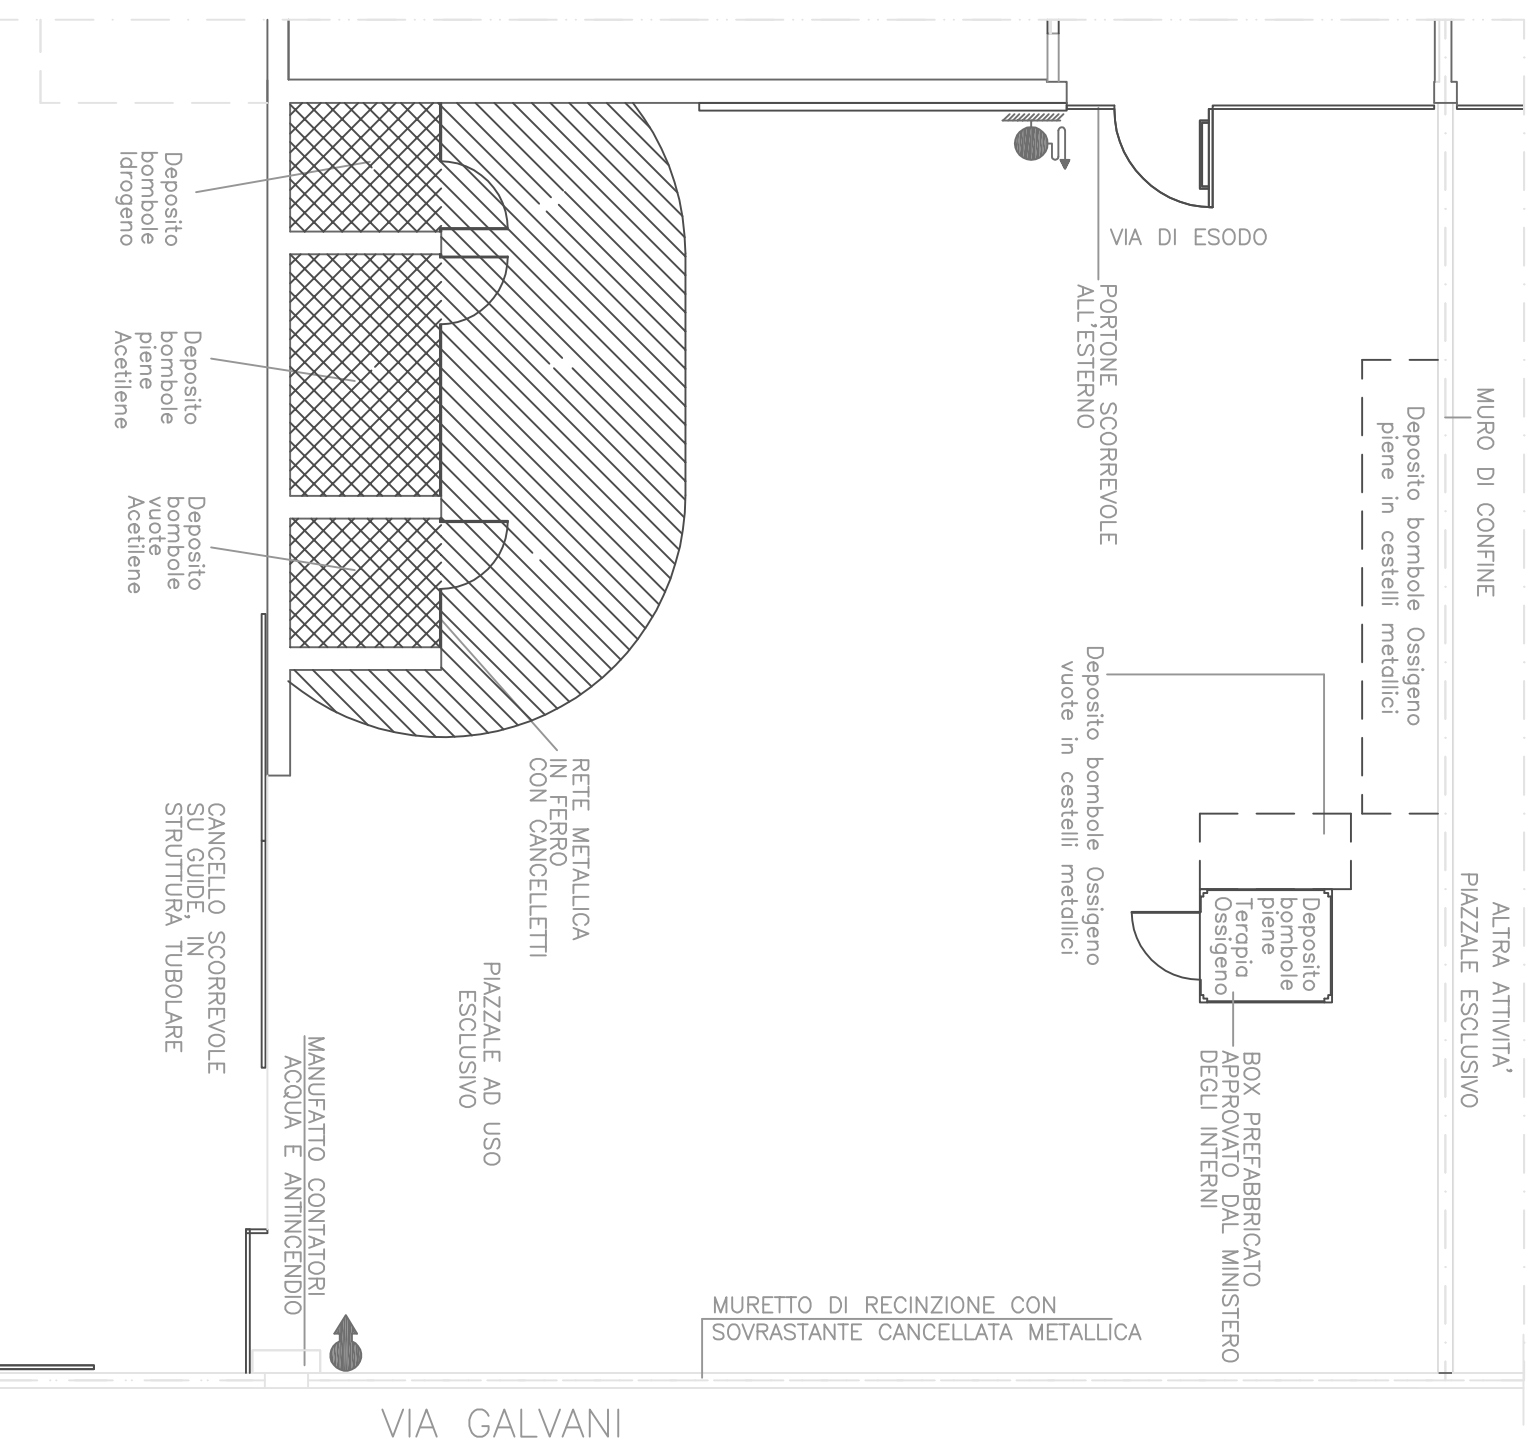 Deposito
bombole
Idrogeno
Deposito
bombole
piene
Acetilene
Deposito
bombole
vuote
Acetilene
VIA DI ESODO
PORTONE SCORREVOLE
ALL'ESTERNO
MURO DI CONFINE
Deposito bombole Ossigeno
piene in cestelli metallici
Deposito bombole Ossigeno
vuote in cestelli metallici
RETE METALLICA
IN FERRO
CON CANCELLETTI
CANCELLO SCORREVOLE
SU GUIDE, IN
STRUTTURA TUBOLARE
PIAZZALE AD USO
ESCLUSIVO
Deposito
bombole
piene
Terapia
Ossigeno
ALTRA ATTIVITA'
PIAZZALE ESCLUSIVO
BOX PREFABBRICATO
APPROVATO DAL MINISTERO
DEGLI INTERNI
MANUFATTO CONTATORI
ACQUA E ANTINCENDIO
MURETTO DI RECINZIONE CON
SOVRASTANTE CANCELLATA METALLICA
VIA GALVANI